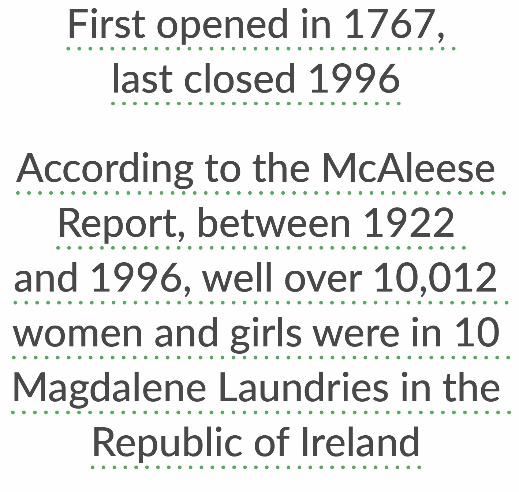 First opened in 1767,
last closed 1996
According to the McAleese
Report, between 1922
and 1996, well over 10,012
women and girls were in 10
Magdalene Laundries in the
Republic of Ireland